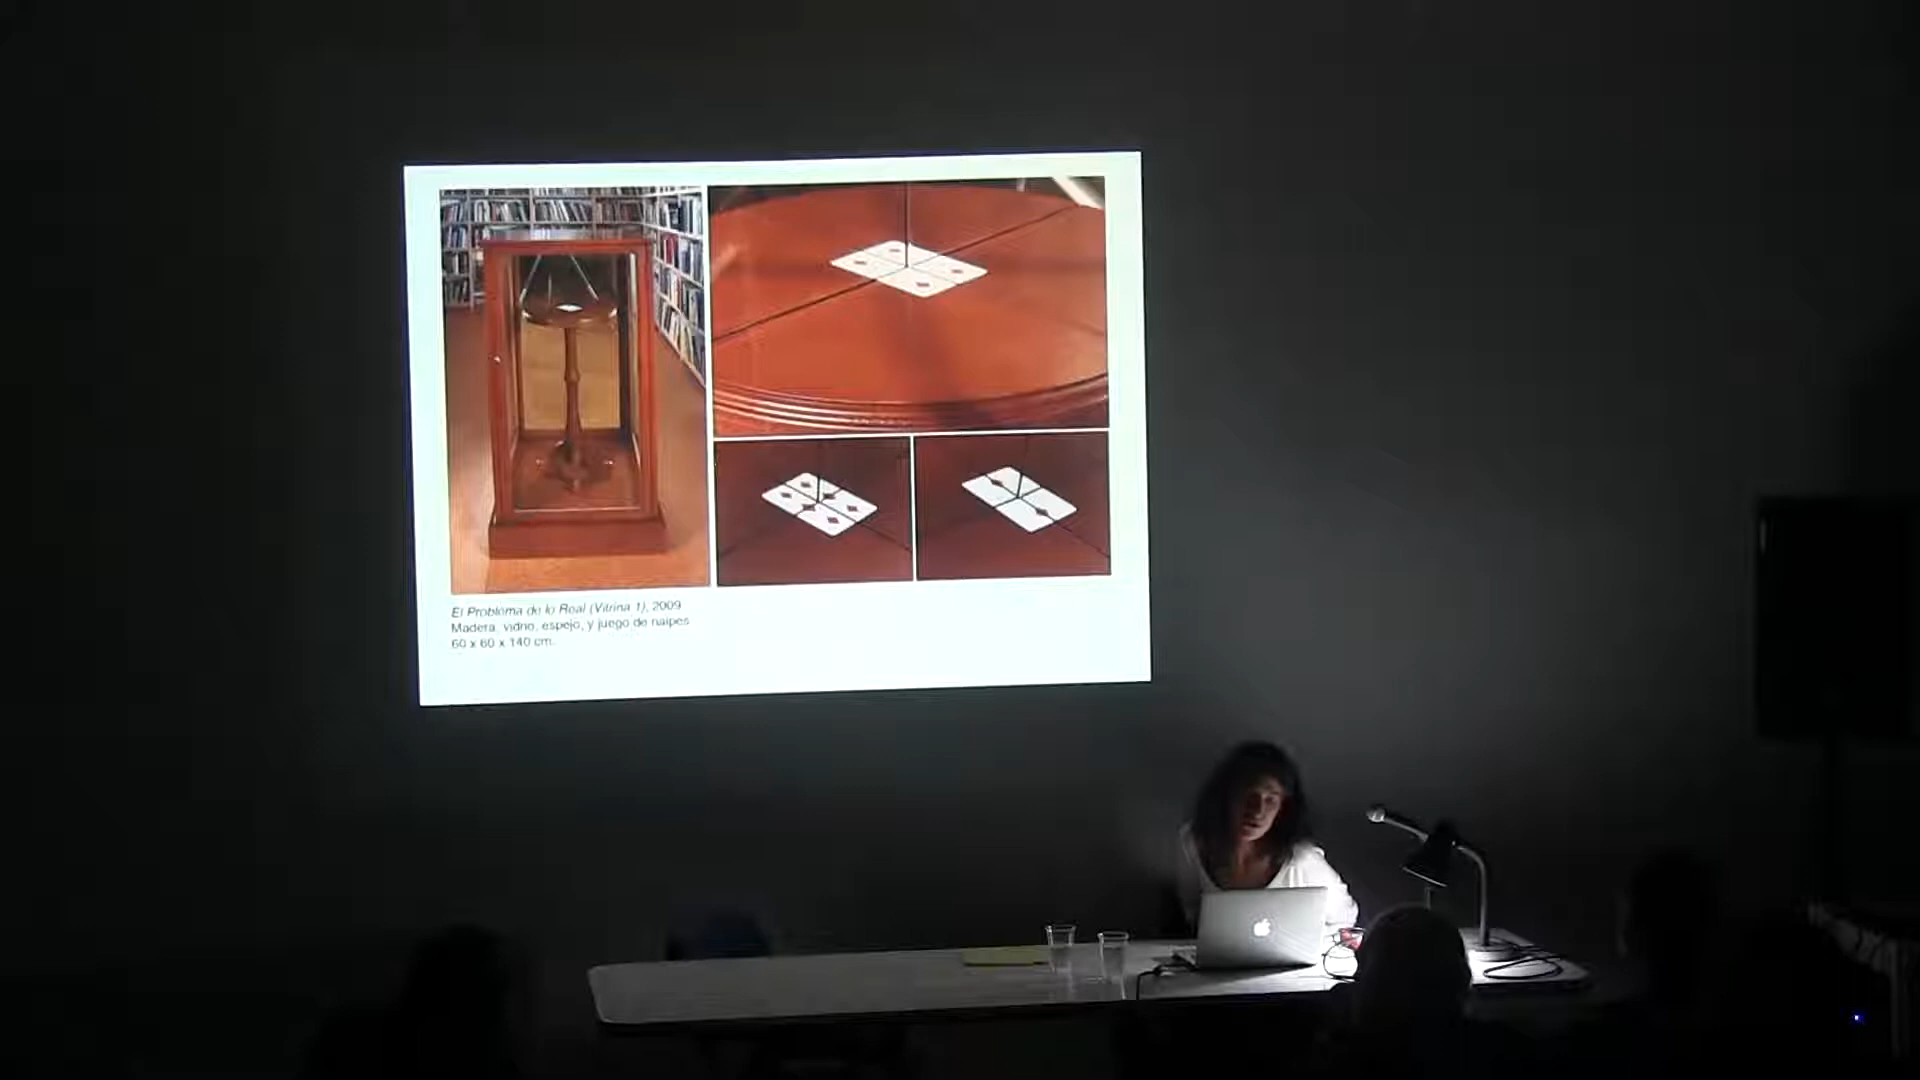 El Problema de lo Real (Vitrina 1), 2009
Madera, vidrio, espejo, y juego de naipes
60 x 60 x 140 cm.